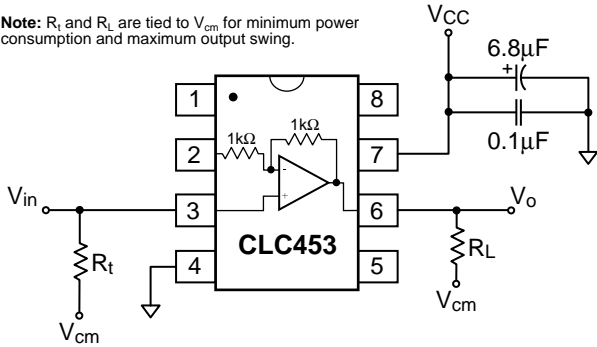 Note: Rt and RL are tied to Vcm for minimum power
consumption and maximum output swing.
VCC
6.8µF
+
0.1µF
1
8
1kΩ
1kΩ
2
7
-
+
Vin
3
6
Vo
CLC453
Rt
4
5
RL
Vcm
Vcm